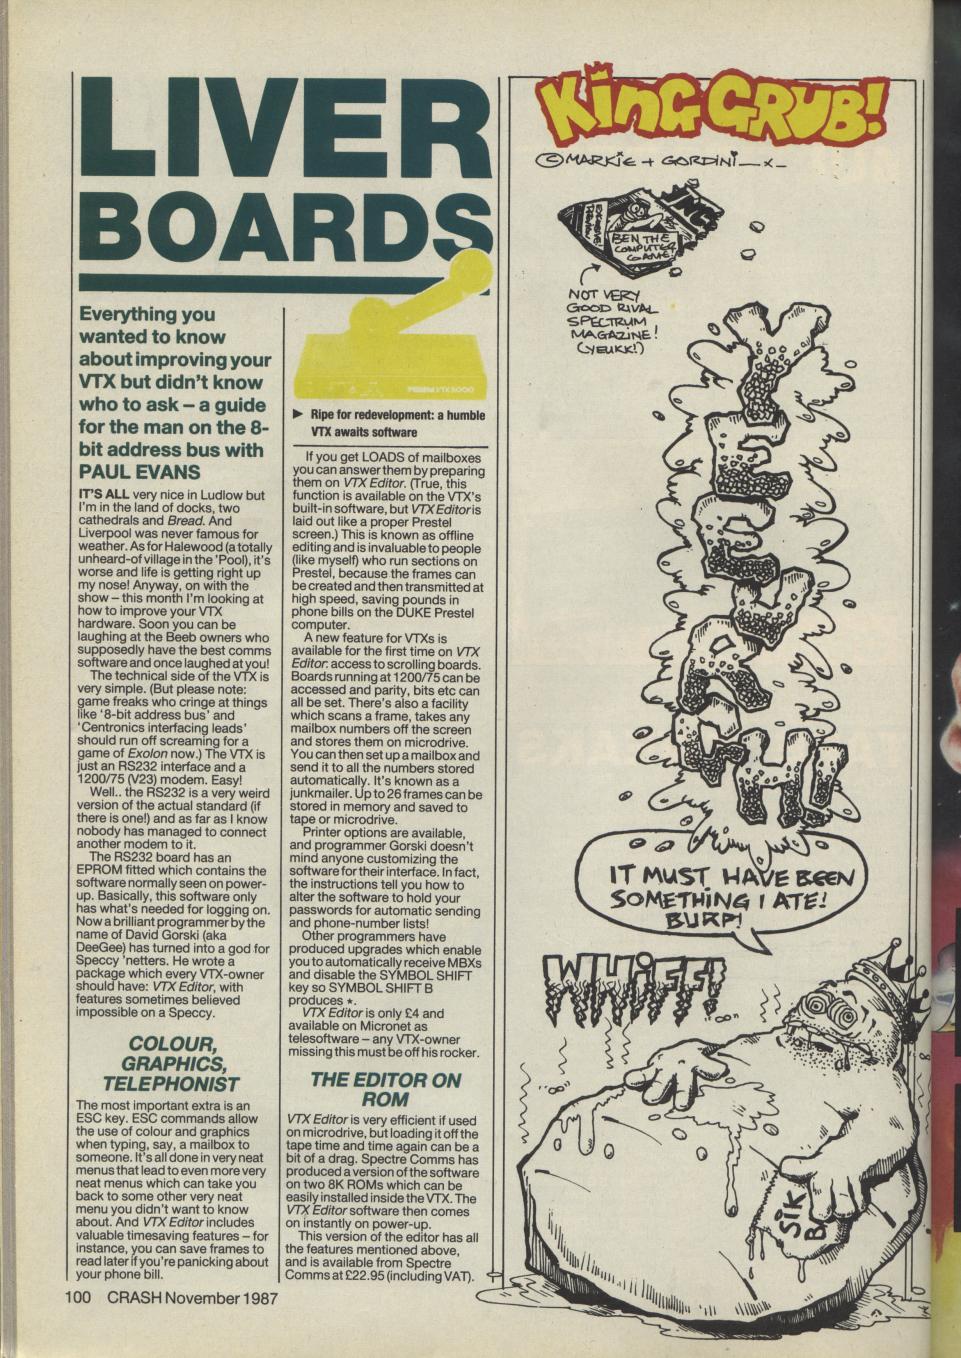 LIVER
BOARDS
Everything you
wanted to know
about improving your
VTX but didn't know
who to ask – a guide
for the man on the 8-
bit address bus with
PAUL EVANS
IT'S ALL very nice in Ludlow but
I'm in the land of docks, two
cathedrals and Bread. And
Liverpool was never famous for
weather. As for Halewood (a totally
unheard-of village in the 'Pool), it's
worse and life is getting right up
my nose! Anyway, on with the
show – this month I'm looking at
how to improve your VTX
hardware. Soon you can be
laughing at the Beeb owners who
supposedly have the best comms
software and once laughed at you!
The technical side of the VTX is
very simple. (But please note:
game freaks who cringe at things
like '8-bit address bus' and
'Centronics interfacing leads'
should run off screaming for a
game of Exolon now.) The VTX is
just an RS232 interface and a
1200/75 (V23) modem. Easy!
Well.. the RS232 is a very weird
version of the actual standard (if
there is one!) and as far as I know
nobody has managed to connect
another modem to it.
The RS232 board has an
EPROM fitted which contains the
software normally seen on power-
up. Basically, this software only
has what's needed for logging on.
Now a brilliant programmer by the
name of David Gorski (aka
DeeGee) has turned into a god for
Speccy 'netters. He wrote a
package which every VTX-owner
should have: VTX Editor, with
features sometimes believed
impossible on a Speccy.
COLOUR,
GRAPHICS,
TELEPHONIST
The most important extra is an
ESC key. ESC commands allow
the use of colour and graphics
when typing, say, a mailbox to
someone. It's all done in very neat
menus that lead to even more very
neat menus which can take you
back to some other very neat
menu you didn't want to know
about. And VTX Editor includes
valuable timesaving features – for
instance, you can save frames to
read later if you're panicking about
your phone bill.
PRISM VTX 5000
► Ripe for redevelopment: a humble
VTX awaits software
If you get LOADS of mailboxes
you can answer them by preparing
them on VTX Editor. (True, this
function is available on the VTX's
built-in software, but VTX Editor is
laid out like a proper Prestel
screen.) This is known as offline
editing and is invaluable to people
(like myself) who run sections on
Prestel, because the frames can
be created and then transmitted at
high speed, saving pounds in
phone bills on the DUKE Prestel
computer.
A new feature for VTXs is
available for the first time on VTX
Editor: access to scrolling boards.
Boards running at 1200/75 can be
accessed and parity, bits etc can
all be set. There's also a facility
which scans a frame, takes any
mailbox numbers off the screen
and stores them on microdrive.
You can then set up a mailbox and
send it to all the numbers stored
automatically. It's known as a
junkmailer. Up to 26 frames can be
stored in memory and saved to
tape or microdrive.
Printer options are available,
and programmer Gorski doesn't
mind anyone customizing the
software for their interface. In fact,
the instructions tell you how to
alter the software to hold your
passwords for automatic sending
and phone-number lists!
Other programmers have
produced upgrades which enable
you to automatically receive MBXs
and disable the SYMBOL SHIFT
key so SYMBOL SHIFT B
produces *.
VTX Editor is only £4 and
available on Micronet as
telesoftware – any VTX-owner
missing this must be off his rocker.
THE EDITOR ON
ROM
VTX Editor is very efficient if used
on microdrive, but loading it off the
tape time and time again can be a
bit of a drag. Spectre Comms has
produced a version of the software
on two 8K ROMs which can be
easily installed inside the VTX. The
VTX Editor software then comes
on instantly on power-up.
This version of the editor has all
the features mentioned above,
and is available from Spectre
Comms at £22.95 (including VAT).
KinG GRUB!
© MARKiE + GORDiNi _ x _
BEN THE
COMPUTER
GAME!
NOT VERY
GOOD RIVAL
SPECTRUM
MAGAZINE!
(YEUKK!)
YEEEURGH!
IT MUST HAVE BEEN
SOMETHING I ATE!
BURP!
WHiFF!
SiK
B
100 CRASH November 1987